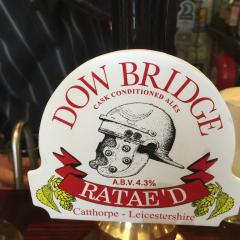 DOW BRIDGE
CASK CONDITIONED ALES
A.B.V. 4.3%
RATAE'D
Catthorpe - Leicestershire